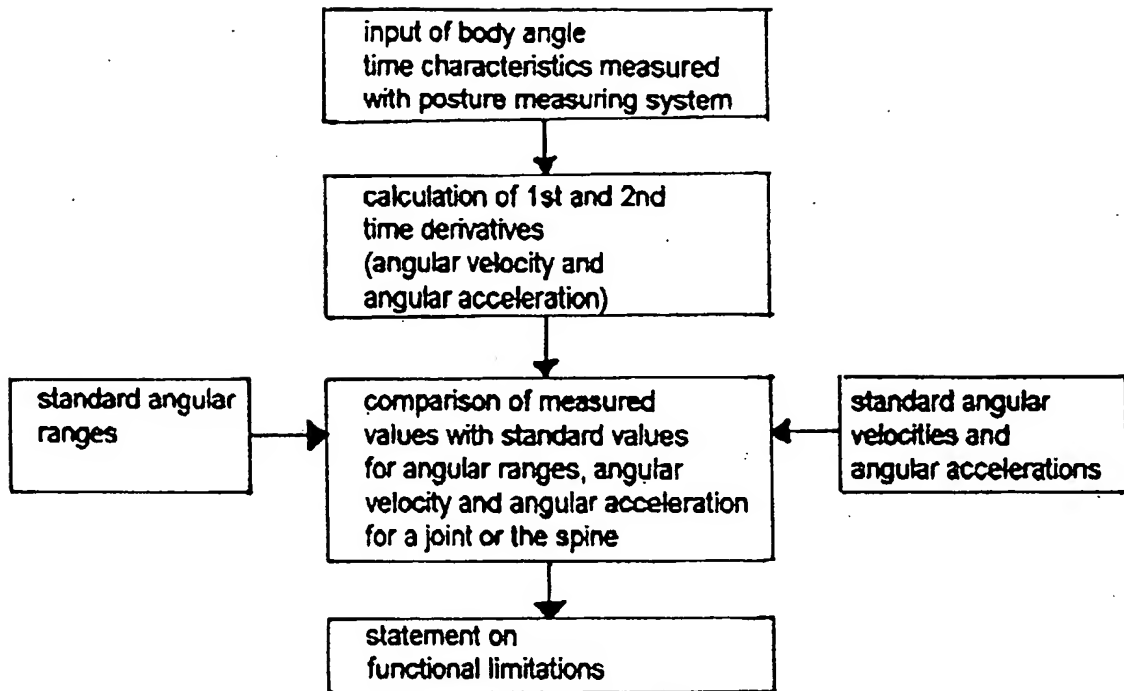 input of body angle
time characteristics measured
with posture measuring system
calculation of 1st and 2nd
time derivatives
(angular velocity and
angular acceleration)
standard angular
ranges
comparison of measured
values with standard values
for angular ranges, angular
velocity and angular acceleration
for a joint or the spine
standard angular
velocities and
angular accelerations
statement on
functional limitations